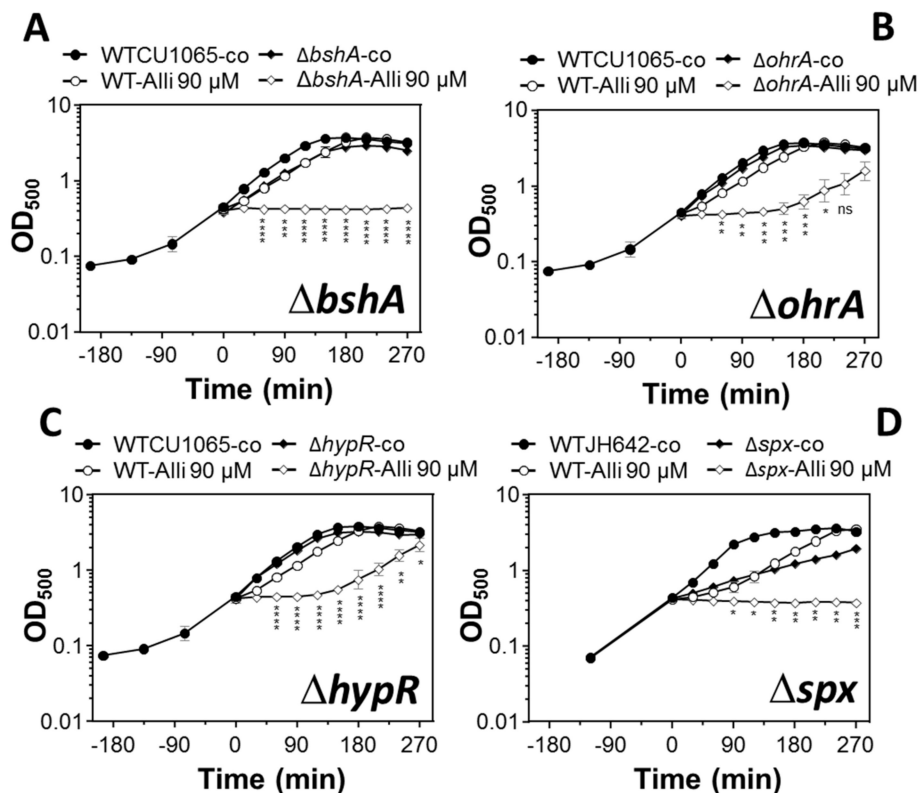 A
WTCU1065-co ΔbshA-co
WT-Alli 90 µM ΔbshA-Alli 90 µM
10
1
0.1
0.01
OD500
**** *** **** **** **** **** **** ****
ΔbshA
-180 -90 0 90 180 270
Time (min)
B
WTCU1065-co ΔohrA-co
WT-Alli 90 µM ΔohrA-Alli 90 µM
10
1
0.1
0.01
OD500
** ** *** *** *** * ns
ΔohrA
-180 -90 0 90 180 270
Time (min)
C
WTCU1065-co ΔhypR-co
WT-Alli 90 µM ΔhypR-Alli 90 µM
10
1
0.1
0.01
OD500
**** **** *** **** **** **** ** *
ΔhypR
-180 -90 0 90 180 270
Time (min)
D
WTJH642-co Δspx-co
WT-Alli 90 µM Δspx-Alli 90 µM
10
1
0.1
0.01
OD500
* * ** ** ** ** ***
Δspx
-180 -90 0 90 180 270
Time (min)